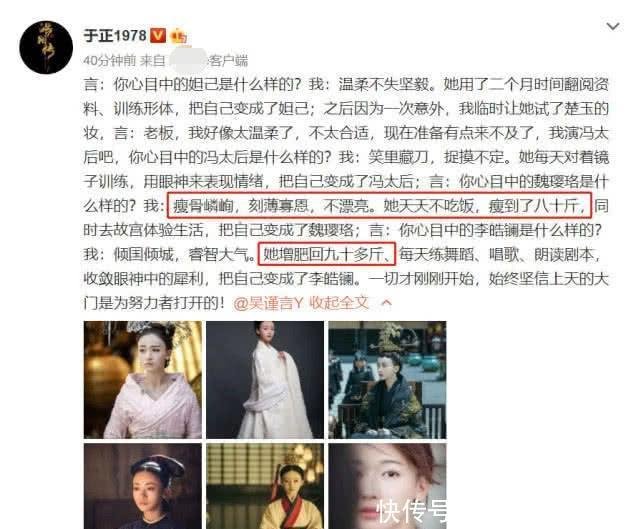 于正1978
40分钟前 来自 客户端
言：你心目中的妲己是什么样的？我：温柔不失坚毅。她用了二个月时间翻阅资
料、训练形体，把自己变成了妲己；之后因为一次意外，我临时让她试了楚玉的
妆，言：老板，我好像太温柔了，不太合适，现在准备有点来不及了，我演冯太
后吧，你心目中的冯太后是什么样的？我：笑里藏刀，捉摸不定。她每天对着镜
子训练，用眼神来表现情绪，把自己变成了冯太后；言：你心目中的魏璎珞是什
么样的？我：瘦骨嶙峋，刻薄寡恩，不漂亮。她天天不吃饭，瘦到了八十斤，同
时去故宫体验生活，把自己变成了魏璎珞；言：你心目中的李皓镧是什么样的？
我：倾国倾城，睿智大气。她增肥回九十多斤、每天练舞蹈、唱歌、朗读剧本，
收敛眼神中的犀利，把自己变成了李皓镧。一切才刚刚开始，始终坚信上天的大
门是为努力者打开的！@吴谨言Y 收起全文
快传号